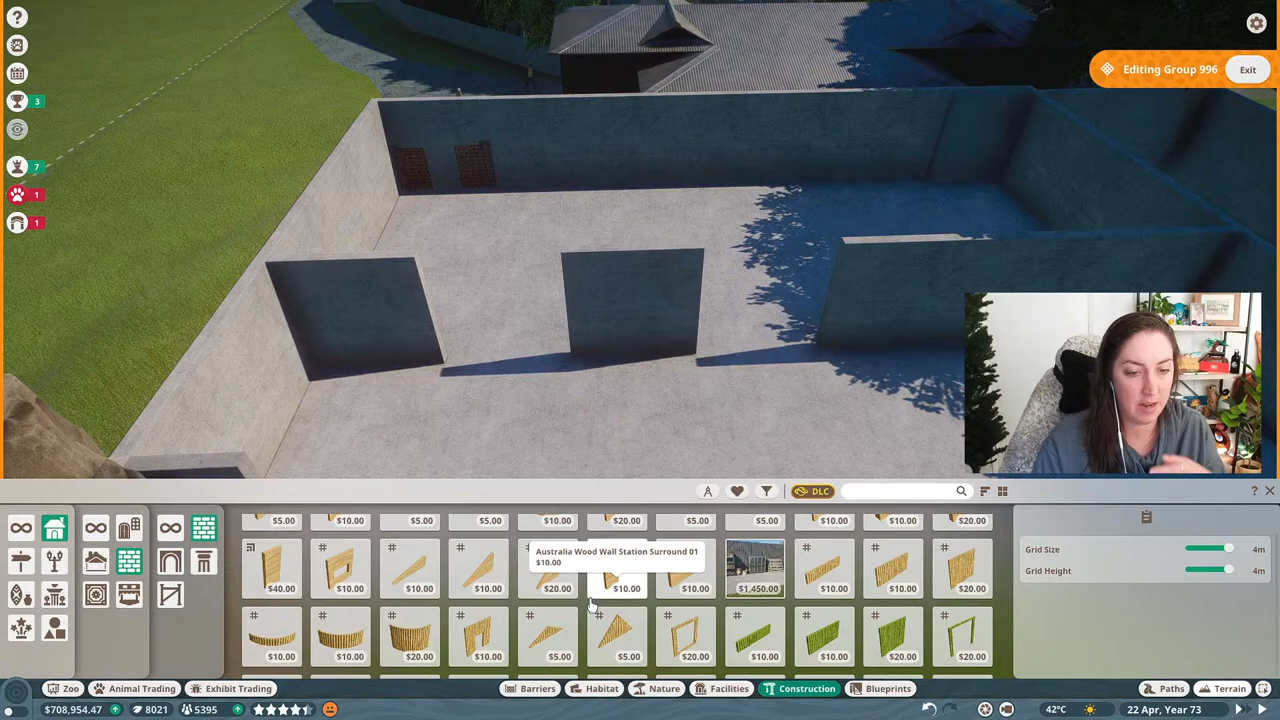 Editing Group 996
Exit
3
7
1
1
DLC
$5.00 $10.00 $5.00 $5.00 $10.00 $20.00 $5.00 $5.00 $10.00 $10.00 $20.00
Australia Wood Wall Station Surround 01
$10.00
$40.00 $10.00 $10.00 $10.00 $20.00 $10.00 $10.00 $1,450.00 $10.00 $10.00 $20.00
$10.00 $10.00 $20.00 $10.00 $5.00 $5.00 $20.00 $10.00 $10.00 $20.00 $20.00
Grid Size 4m
Grid Height 4m
Zoo Animal Trading Exhibit Trading Barriers Habitat Nature Facilities Construction Blueprints Paths Terrain
$708,954.47 8021 5395 42°C 22 Apr, Year 73